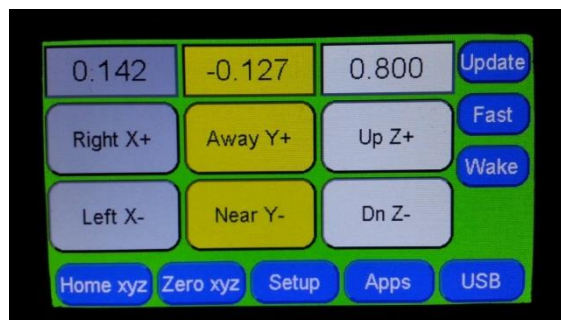 0.142 -0.127 0.800 Update
Fast
Right X+ Away Y+ Up Z+
Wake
Left X- Near Y- Dn Z-
Home xyz Zero xyz Setup Apps USB